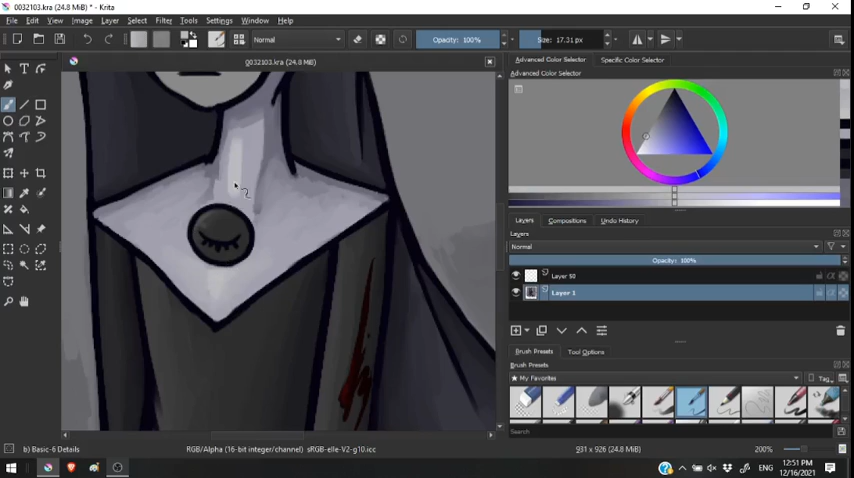 0032103.kra (24.8 MiB) * - Krita
File Edit View Image Layer Select Filter Tools Settings Window Help
Normal Opacity: 100% Size: 17.31 px
0032103.kra (24.8 MiB)
Advanced Color Selector Specific Color Selector
Advanced Color Selector
Layers Compositions Undo History
Layers
Normal
Opacity: 100%
Layer 50
Layer 1
Brush Presets Tool Options
Brush Presets
★ My Favorites Tag
Search
b) Basic-6 Details RGB/Alpha (16-bit integer/channel) sRGB-elle-V2-g10.icc 931 x 926 (24.8 MiB) 200%
ENG 12:51 PM
12/16/2021